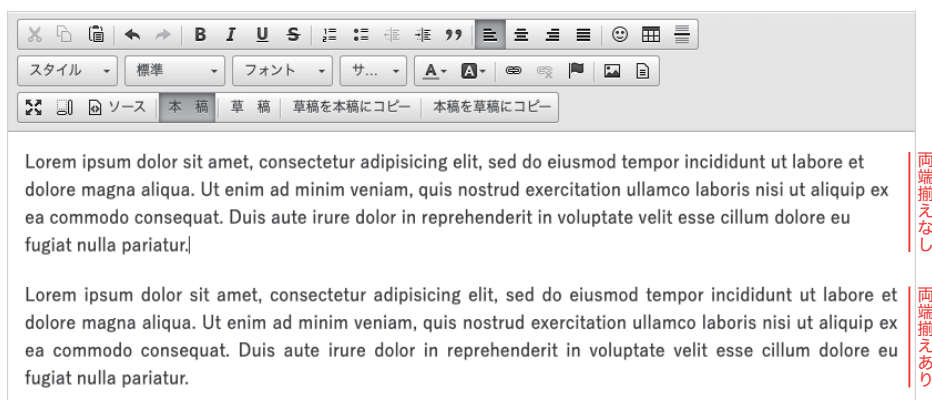 B I U S
スタイル 標準 フォント サ... A A
ソース 本 稿 草 稿 草稿を本稿にコピー 本稿を草稿にコピー
Lorem ipsum dolor sit amet, consectetur adipisicing elit, sed do eiusmod tempor incididunt ut labore et
dolore magna aliqua. Ut enim ad minim veniam, quis nostrud exercitation ullamco laboris nisi ut aliquip ex
ea commodo consequat. Duis aute irure dolor in reprehenderit in voluptate velit esse cillum dolore eu
fugiat nulla pariatur.
両端揃えなし
Lorem ipsum dolor sit amet, consectetur adipisicing elit, sed do eiusmod tempor incididunt ut labore et
dolore magna aliqua. Ut enim ad minim veniam, quis nostrud exercitation ullamco laboris nisi ut aliquip ex
ea commodo consequat. Duis aute irure dolor in reprehenderit in voluptate velit esse cillum dolore eu
fugiat nulla pariatur.
両端揃えあり